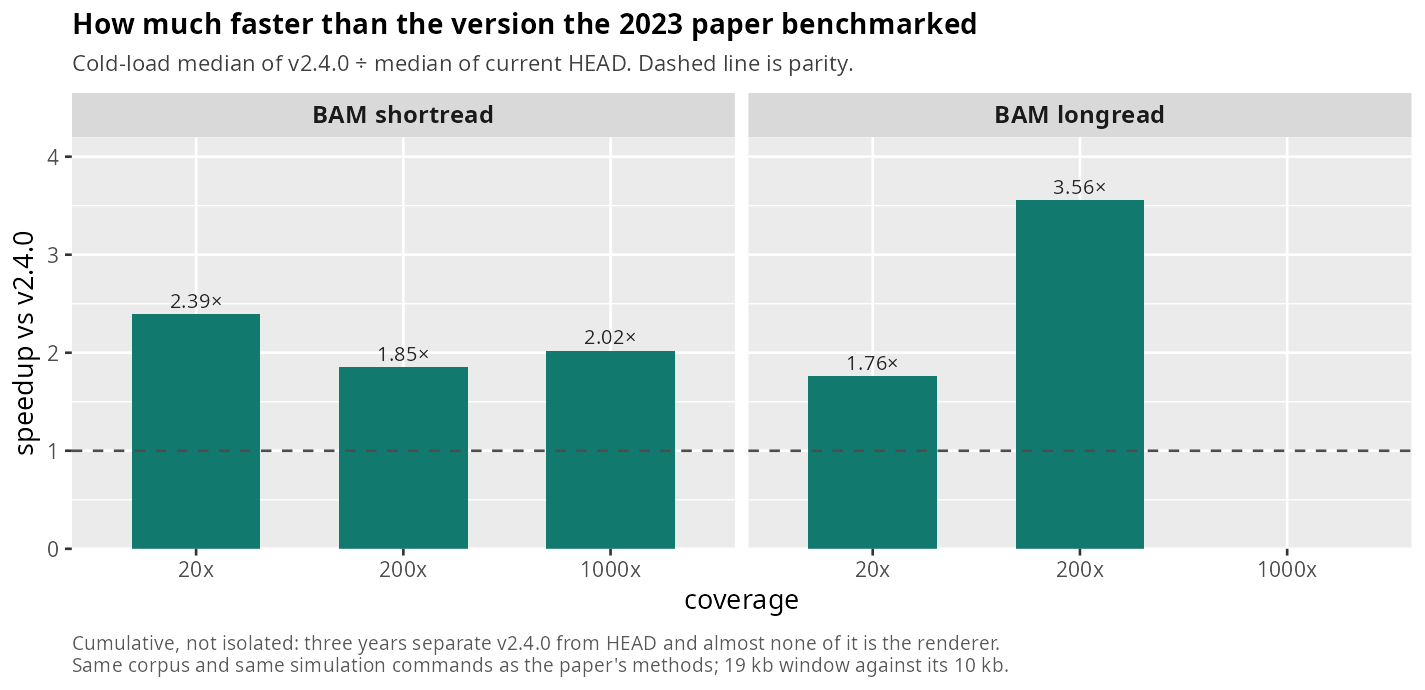 How much faster than the version the 2023 paper benchmarked
Cold-load median of v2.4.0 ÷ median of current HEAD. Dashed line is parity.
BAM shortread
BAM longread
speedup vs v2.4.0
4
3
2
1
0
2.39×
1.85×
2.02×
1.76×
3.56×
20x
200x
1000x
20x
200x
1000x
coverage
Cumulative, not isolated: three years separate v2.4.0 from HEAD and almost none of it is the renderer.
Same corpus and same simulation commands as the paper's methods; 19 kb window against its 10 kb.